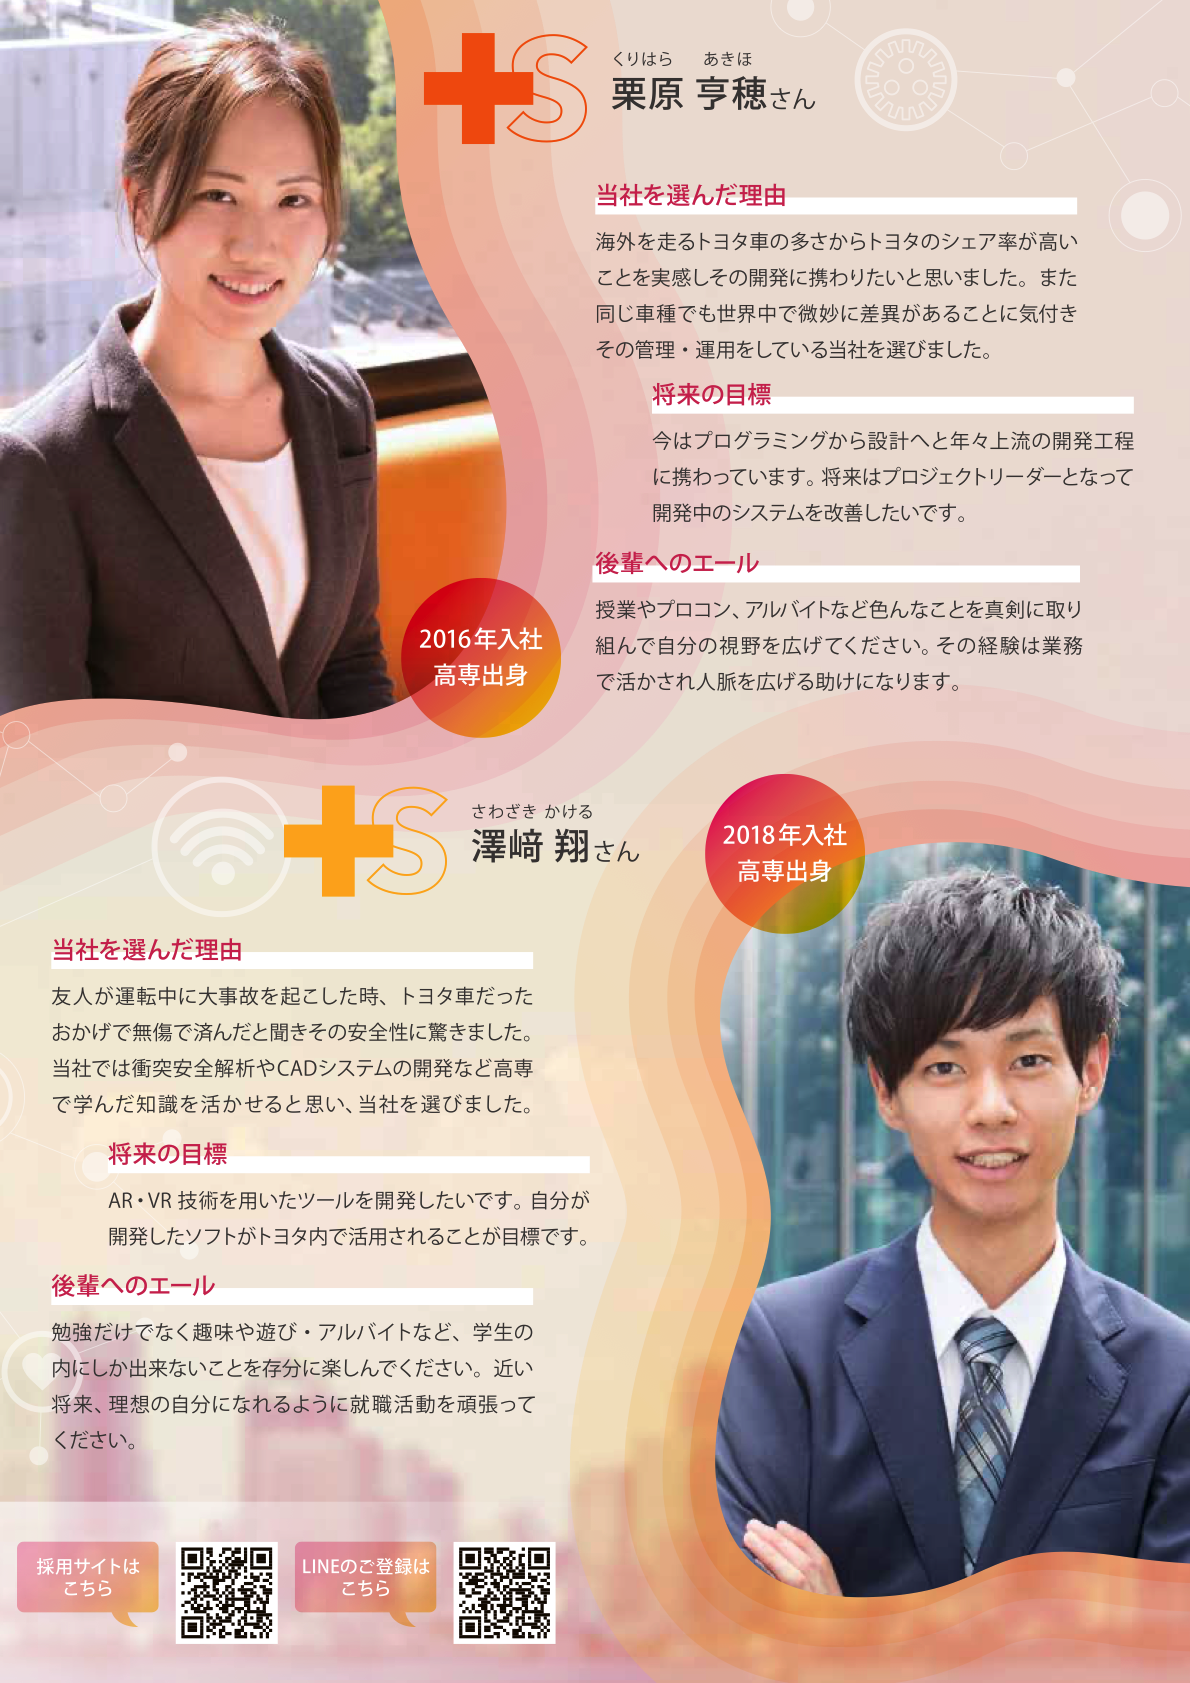 S
くりはら あきほ
栗原 亨穂さん
当社を選んだ理由
海外を走るトヨタ車の多さからトヨタのシェア率が高い
ことを実感しその開発に携わりたいと思いました。また
同じ車種でも世界中で微妙に差異があることに気付き
その管理・運用をしている当社を選びました。
将来の目標
今はプログラミングから設計へと年々上流の開発工程
に携わっています。将来はプロジェクトリーダーとなって
開発中のシステムを改善したいです。
後輩へのエール
授業やプロコン、アルバイトなど色んなことを真剣に取り
組んで自分の視野を広げてください。その経験は業務
で活かされ人脈を広げる助けになります。
2016年入社
高専出身
S
さわざき かける
澤﨑 翔さん
2018年入社
高専出身
当社を選んだ理由
友人が運転中に大事故を起こした時、トヨタ車だった
おかげで無傷で済んだと聞きその安全性に驚きました。
当社では衝突安全解析やCADシステムの開発など高専
で学んだ知識を活かせると思い、当社を選びました。
将来の目標
AR・VR 技術を用いたツールを開発したいです。自分が
開発したソフトがトヨタ内で活用されることが目標です。
後輩へのエール
勉強だけでなく趣味や遊び・アルバイトなど、学生の
内にしか出来ないことを存分に楽しんでください。近い
将来、理想の自分になれるように就職活動を頑張って
ください。
採用サイトは
こちら
LINEのご登録は
こちら